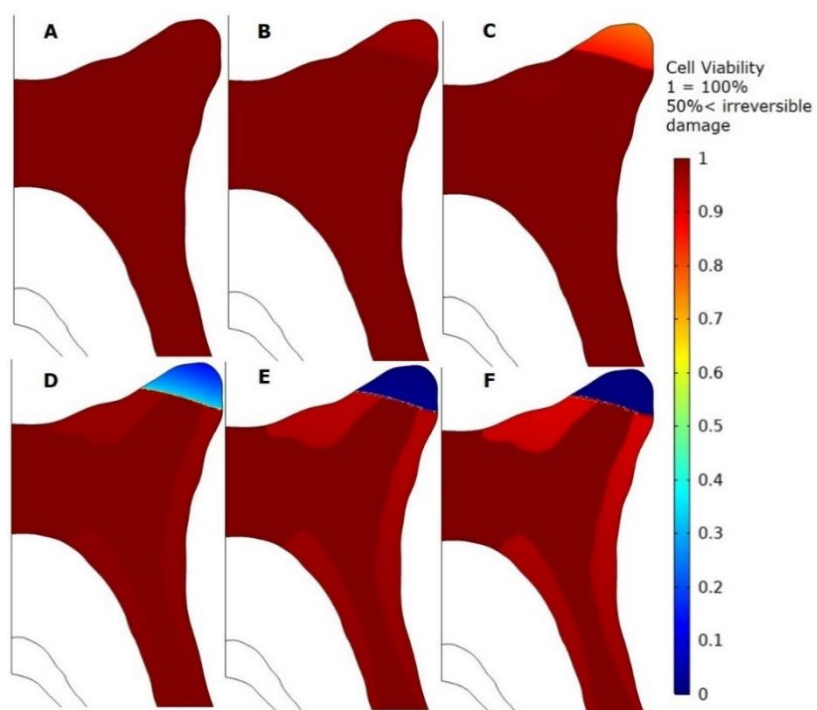 A
B
C
Cell Viability
1 = 100%
50%< irreversible
damage
1
0.9
0.8
0.7
0.6
0.5
0.4
0.3
0.2
0.1
0
D
E
F